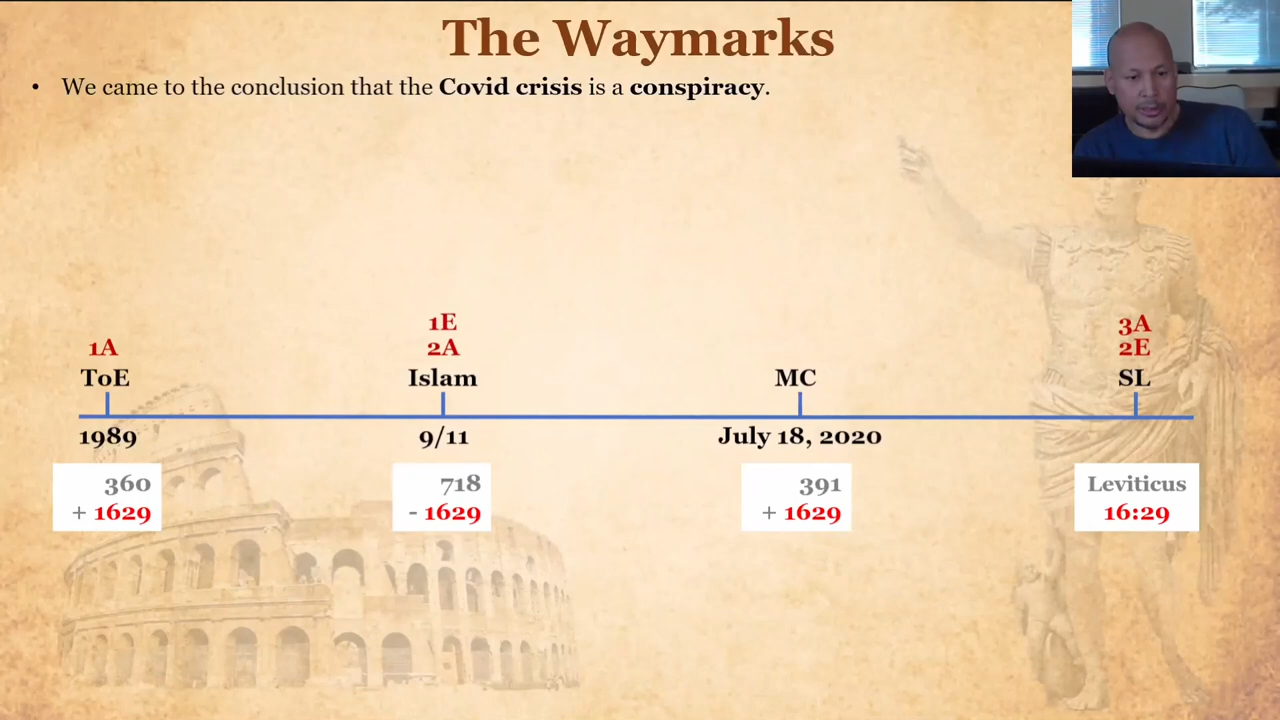 The Waymarks
• We came to the conclusion that the Covid crisis is a conspiracy.
1A
ToE
1989
360
+ 1629
1E
2A
Islam
9/11
718
- 1629
MC
July 18, 2020
391
+ 1629
3A
2E
SL
Leviticus
16:29